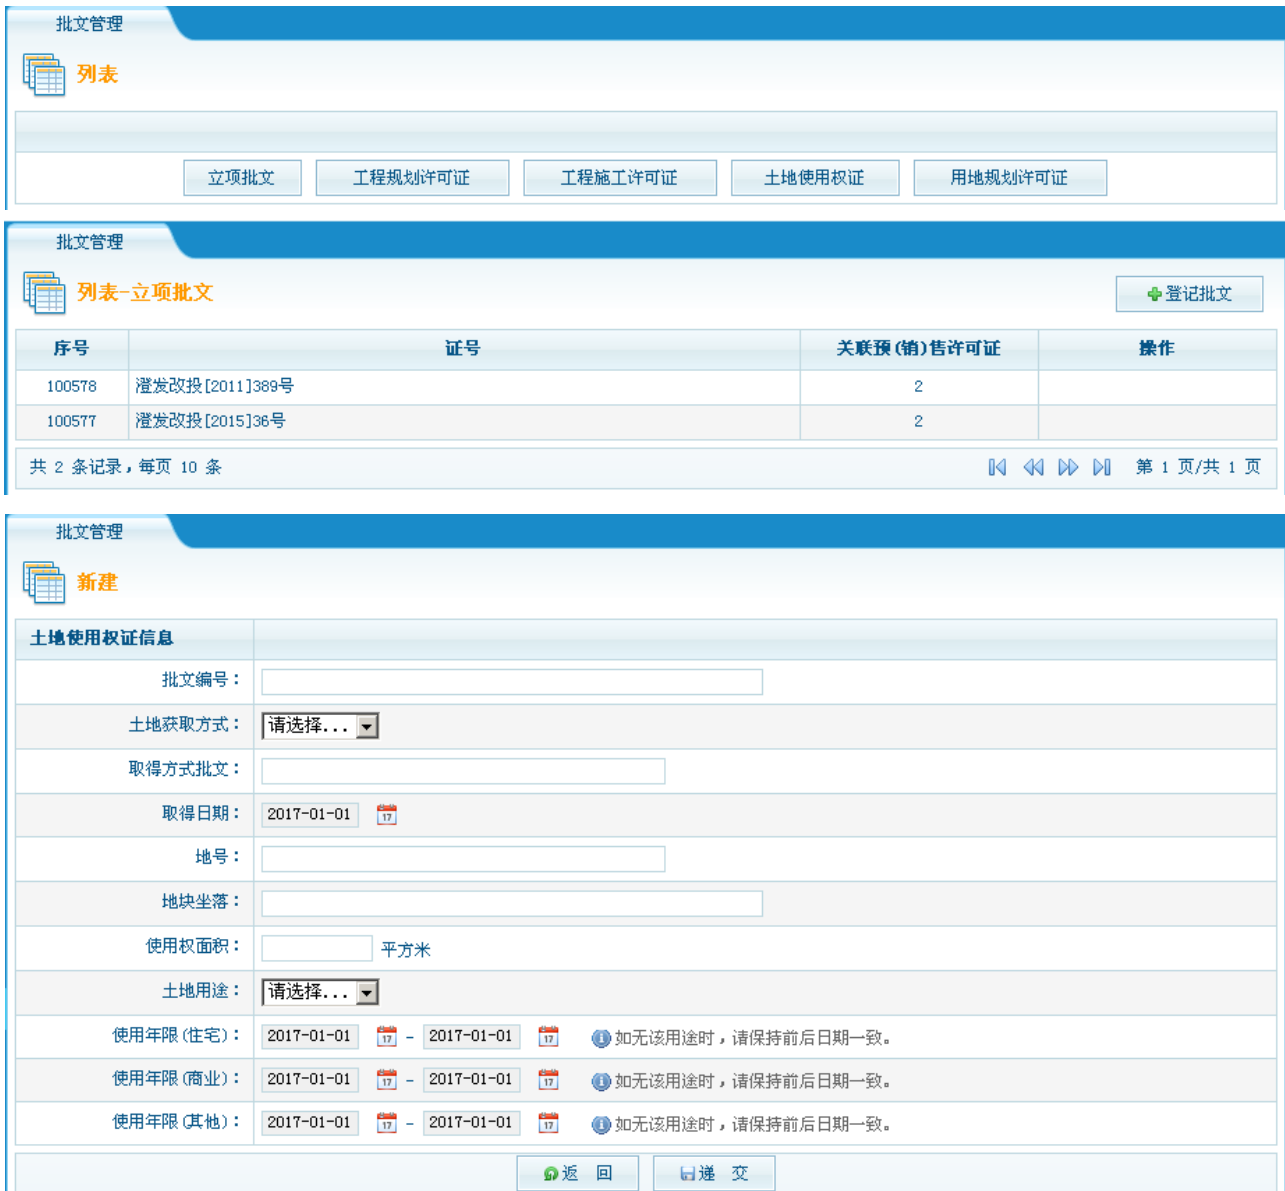 批文管理
列表
立项批文 工程规划许可证 工程施工许可证 土地使用权证 用地规划许可证
批文管理
列表-立项批文 登记批文
序号 证号 关联预(销)售许可证 操作
100578 澄发改投[2011]389号 2
100577 澄发改投[2015]36号 2
共 2 条记录，每页 10 条 第 1 页/共 1 页
批文管理
新建
土地使用权证信息
批文编号：
土地获取方式： 请选择...
取得方式批文：
取得日期： 2017-01-01 17
地号：
地块坐落：
使用权面积： 平方米
土地用途： 请选择...
使用年限(住宅)： 2017-01-01 17 - 2017-01-01 17 如无该用途时，请保持前后日期一致。
使用年限(商业)： 2017-01-01 17 - 2017-01-01 17 如无该用途时，请保持前后日期一致。
使用年限(其他)： 2017-01-01 17 - 2017-01-01 17 如无该用途时，请保持前后日期一致。
返 回 递 交